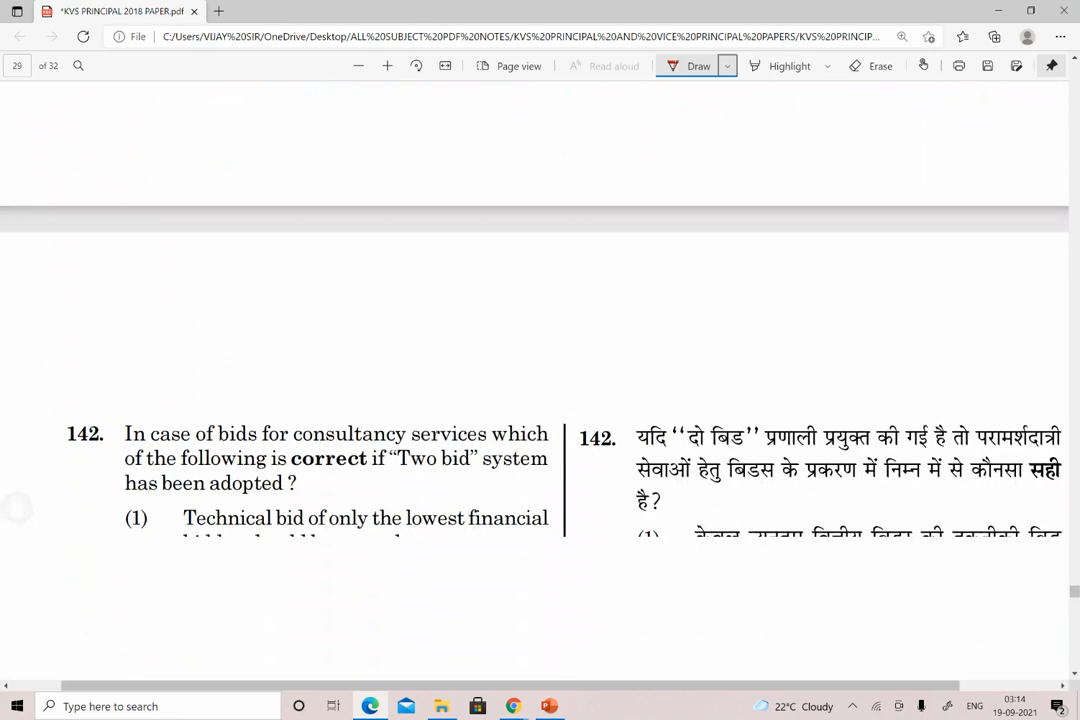 *KVS PRINCIPAL 2018 PAPER.pdf
File
C:/Users/VIJAY%20SIR/OneDrive/Desktop/ALL%20SUBJECT%20PDF%20NOTES/KVS%20PRINCIPAL%20AND%20VICE%20PRINCIPAL%20PAPERS/KVS%20PRINCIP...
29 of 32
Page view
Read aloud
Draw
Highlight
Erase
142. In case of bids for consultancy services which
of the following is correct if “Two bid” system
has been adopted ?
(1) Technical bid of only the lowest financial
142. यदि ‘‘दो बिड’’ प्रणाली प्रयुक्त की गई है तो परामर्शदात्री
सेवाओं हेतु बिडस के प्रकरण में निम्न में से कौनसा सही
है?
Type here to search
22°C Cloudy
ENG
03:14
19-09-2021
2